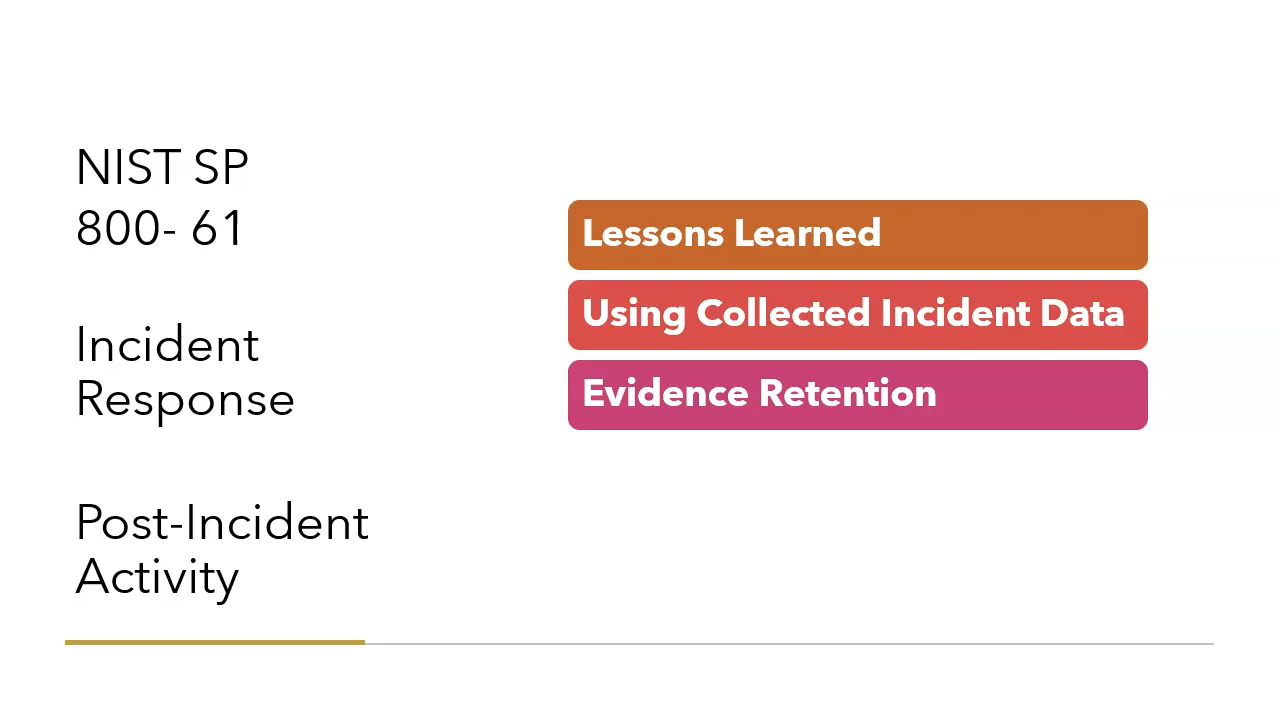 NIST SP
800- 61
Incident
Response
Post-Incident
Activity
Lessons Learned
Using Collected Incident Data
Evidence Retention